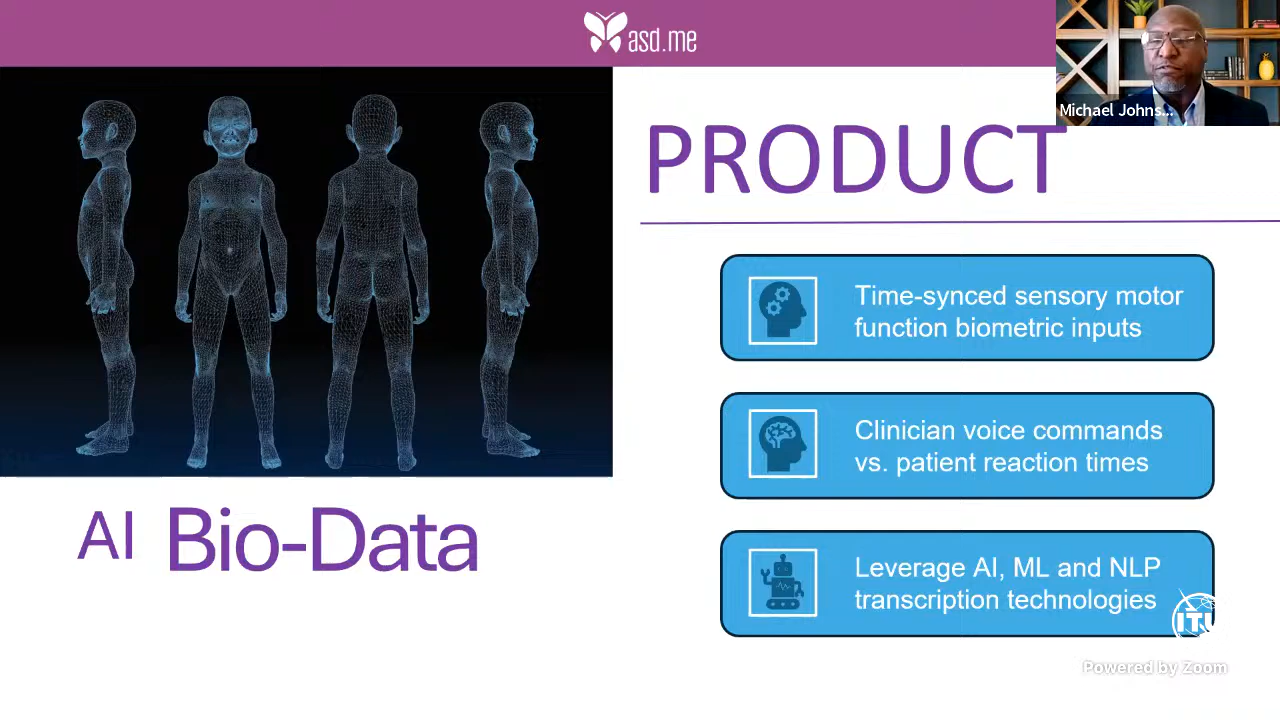 asd.me
Michael Johns...
PRODUCT
Time-synced sensory motor
function biometric inputs
Clinician voice commands
vs. patient reaction times
Leverage AI, ML and NLP
transcription technologies
AI Bio-Data
ITU
Powered by Zoom